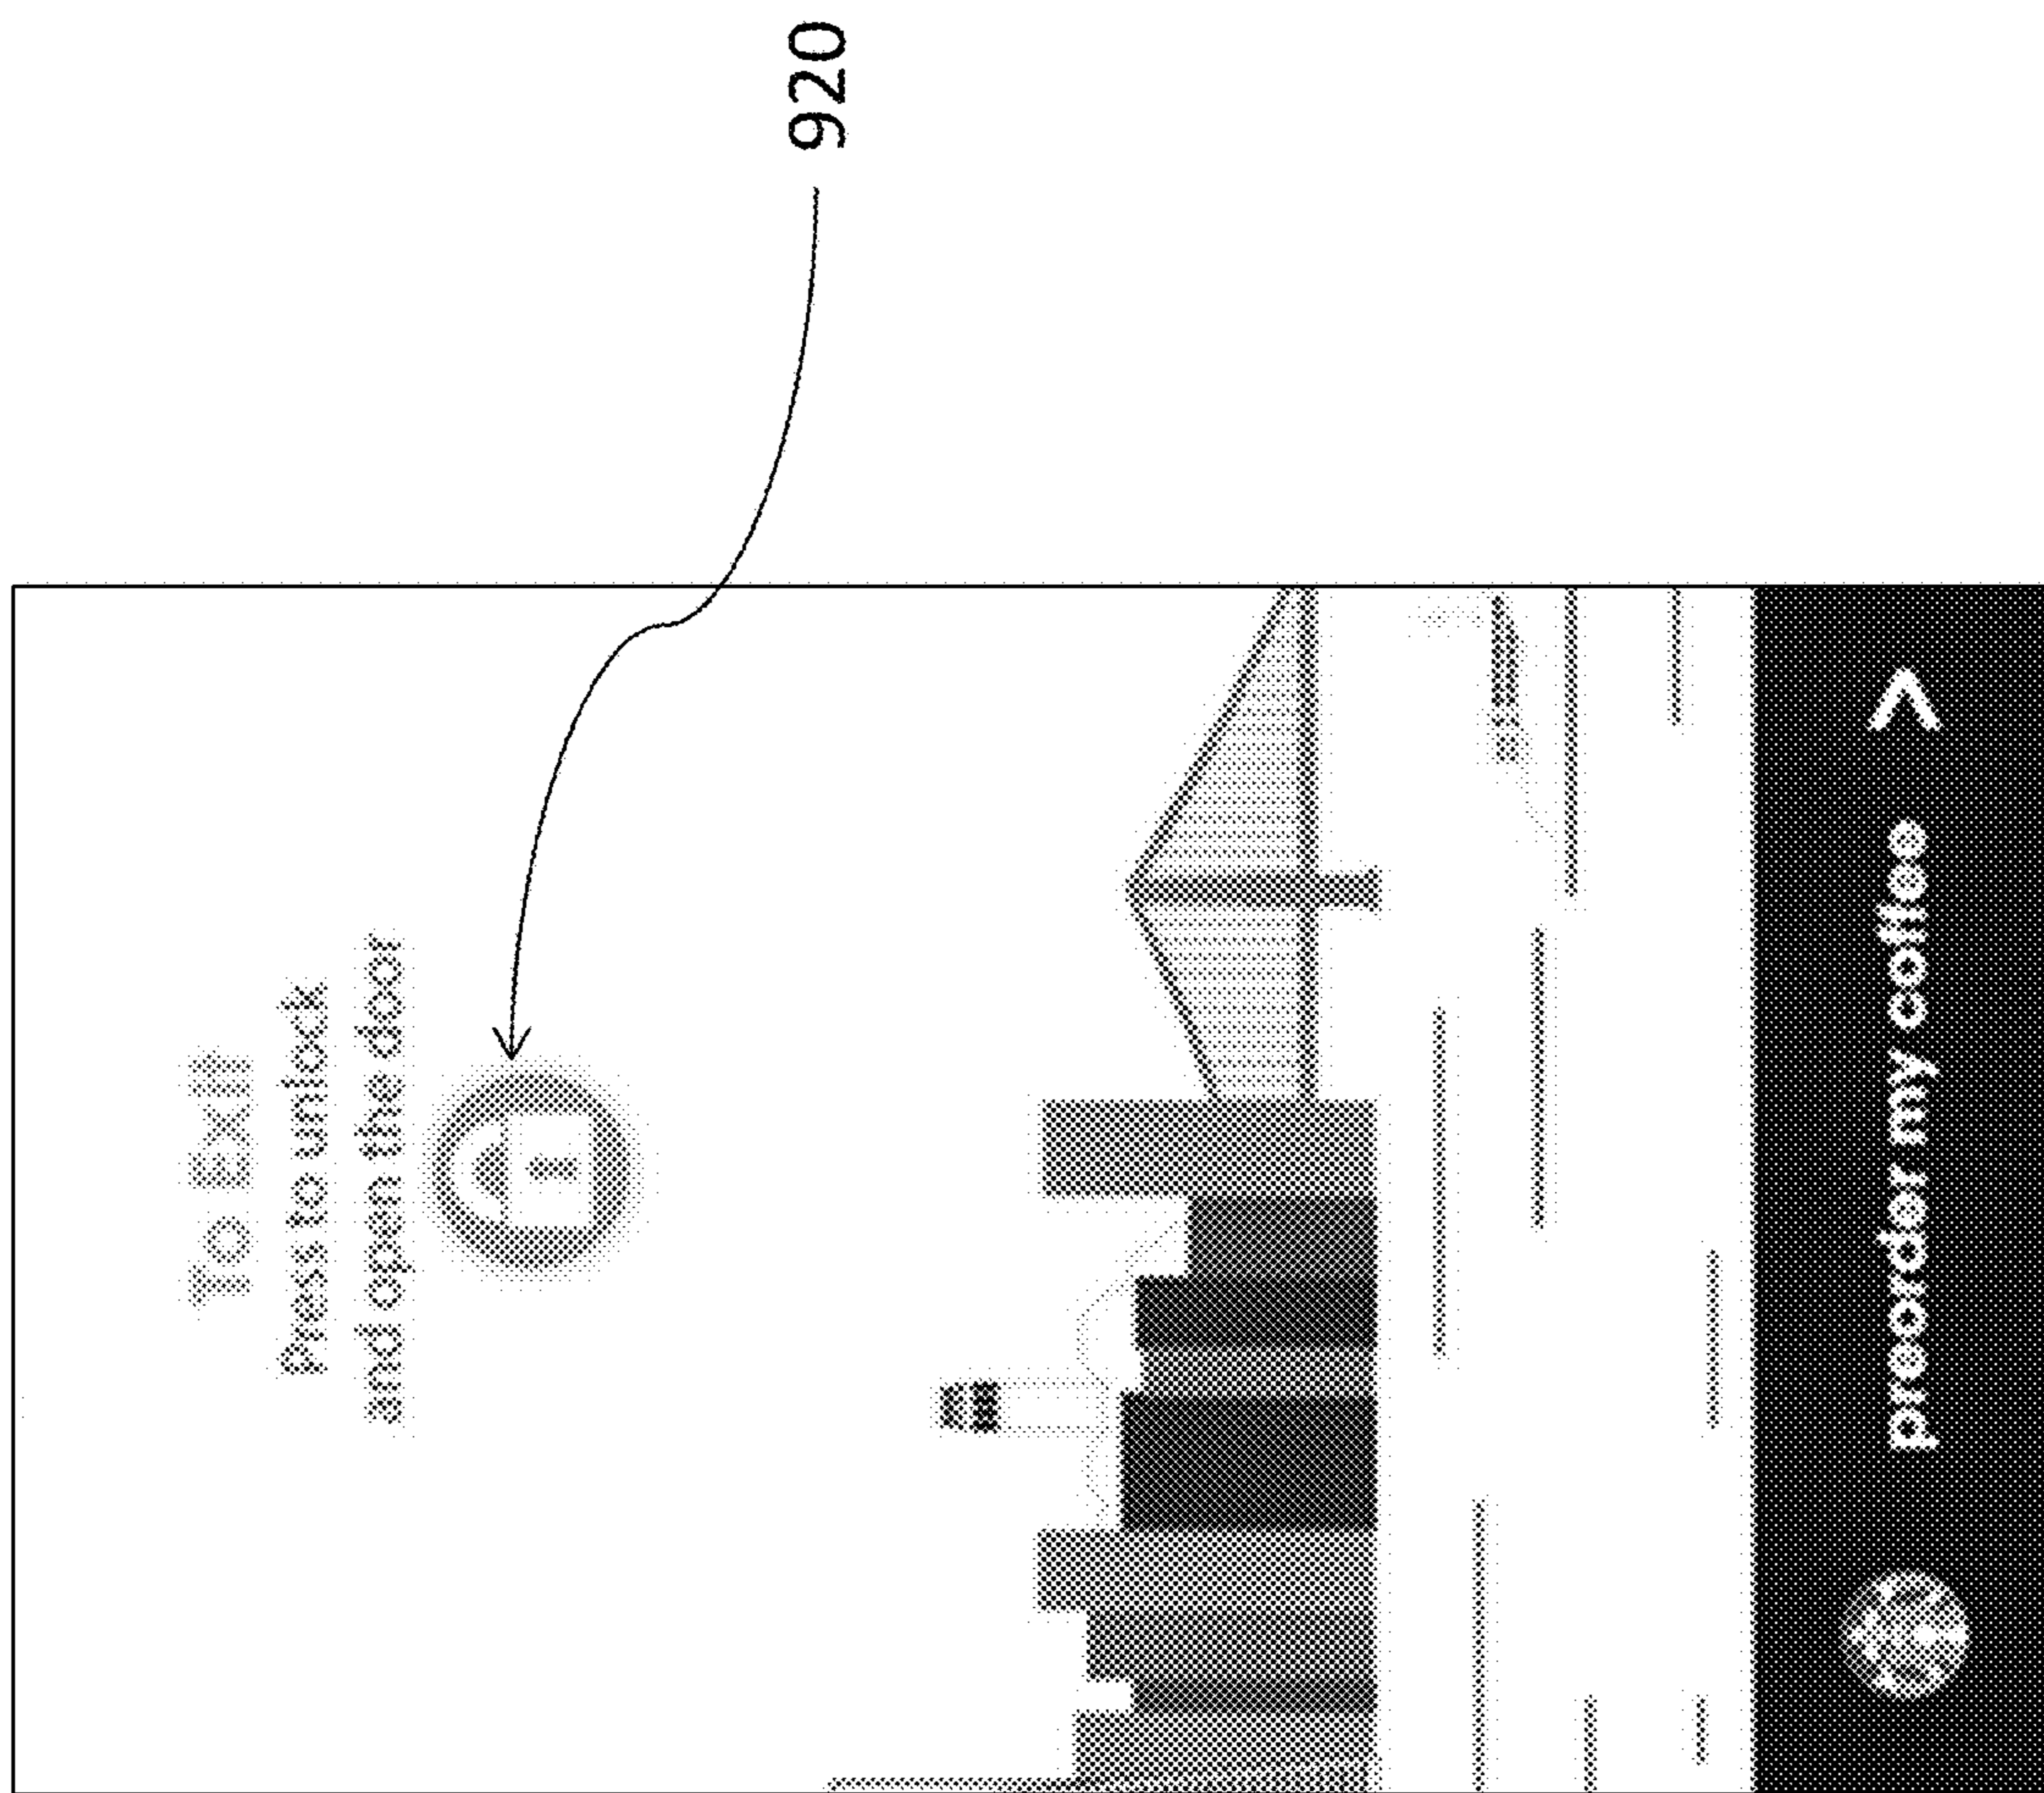 920
To Exit
Press to unlock
and open the door
preorder my coffee >